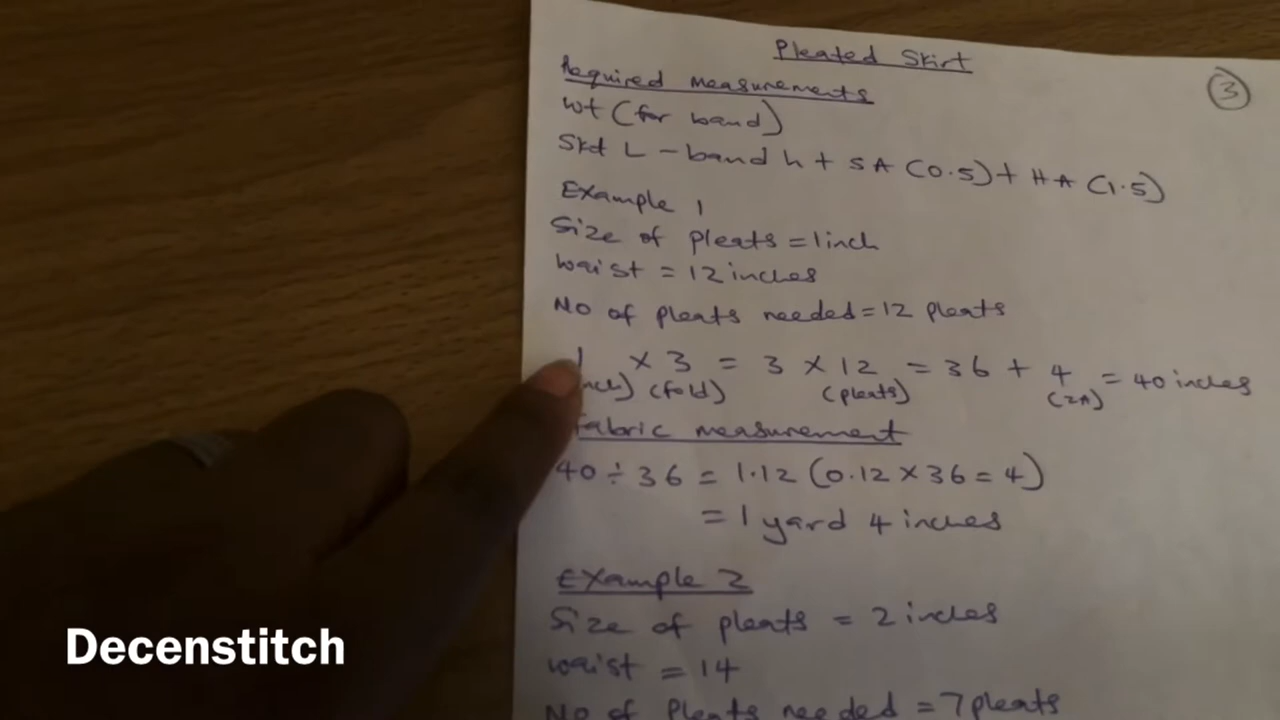 Pleated Skirt
3
Required measurements
wt (for band)
Skt L - band h + SA (0.5) + HA (1.5)
Example 1
Size of pleats = 1inch
waist = 12 inches
No of pleats needed = 12 pleats
1 × 3 = 3 × 12 = 36 + 4 = 40 inches
(fold) (pleats)
Fabric measurement
40 ÷ 36 = 1.12 (0.12 × 36 = 4)
= 1 yard 4 inches
Example 2
Size of pleats = 2 inches
waist = 14
No of pleats needed = 7 pleats
Decenstitch